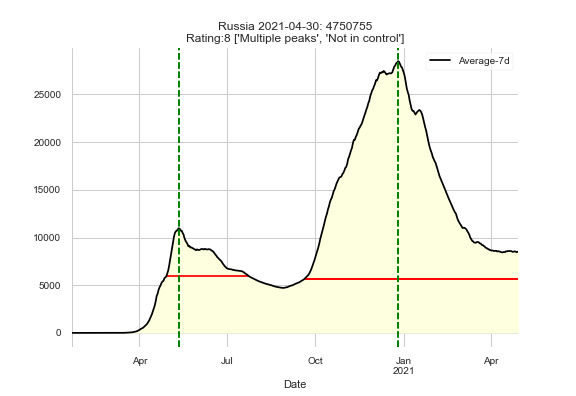 Russia 2021-04-30: 4750755
Rating:8 ['Multiple peaks', 'Not in control']
Average-7d
25000
20000
15000
10000
5000
0
Apr
Jul
Oct
Jan
2021
Apr
Date